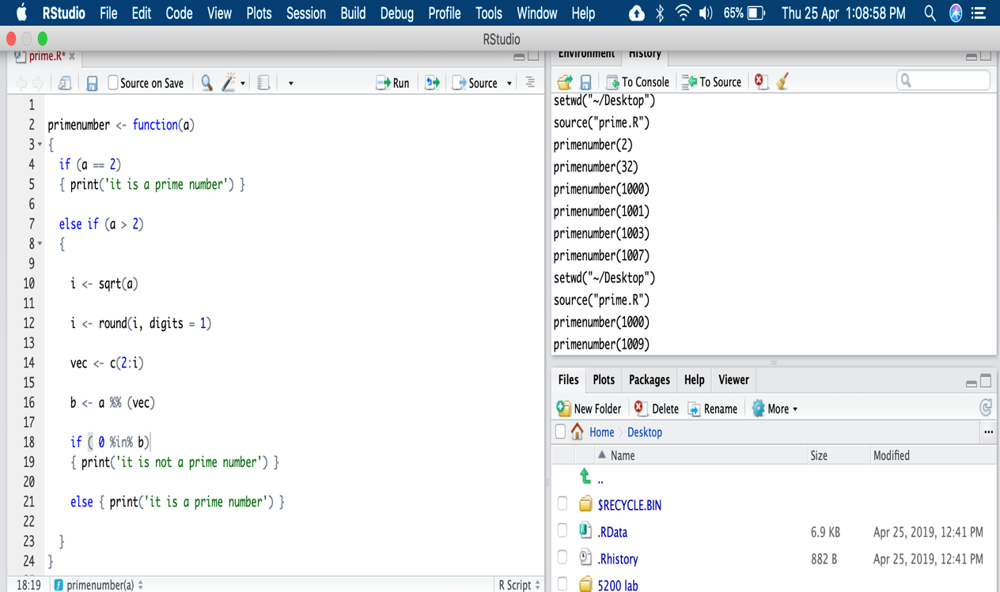 RStudio File Edit Code View Plots Session Build Debug Profile Tools Window Help 65% Thu 25 Apr 1:08:58 PM
RStudio
prime.R*
Source on Save Run Source
1
2 primenumber <- function(a)
3 {
4 if (a == 2)
5 { print('it is a prime number') }
6
7 else if (a > 2)
8 {
9
10 i <- sqrt(a)
11
12 i <- round(i, digits = 1)
13
14 vec <- c(2:i)
15
16 b <- a %% (vec)
17
18 if ( 0 %in% b)
19 { print('it is not a prime number') }
20
21 else { print('it is a prime number') }
22
23 }
24 }
18:19 primenumber(a) R Script
Environment History
To Console To Source
setwd("~/Desktop")
source("prime.R")
primenumber(2)
primenumber(32)
primenumber(1000)
primenumber(1001)
primenumber(1003)
primenumber(1007)
setwd("~/Desktop")
source("prime.R")
primenumber(1000)
primenumber(1009)
Files Plots Packages Help Viewer
New Folder Delete Rename More
Home Desktop ...
Name Size Modified
..
$RECYCLE.BIN
.RData 6.9 KB Apr 25, 2019, 12:41 PM
.Rhistory 882 B Apr 25, 2019, 12:41 PM
5200 lab